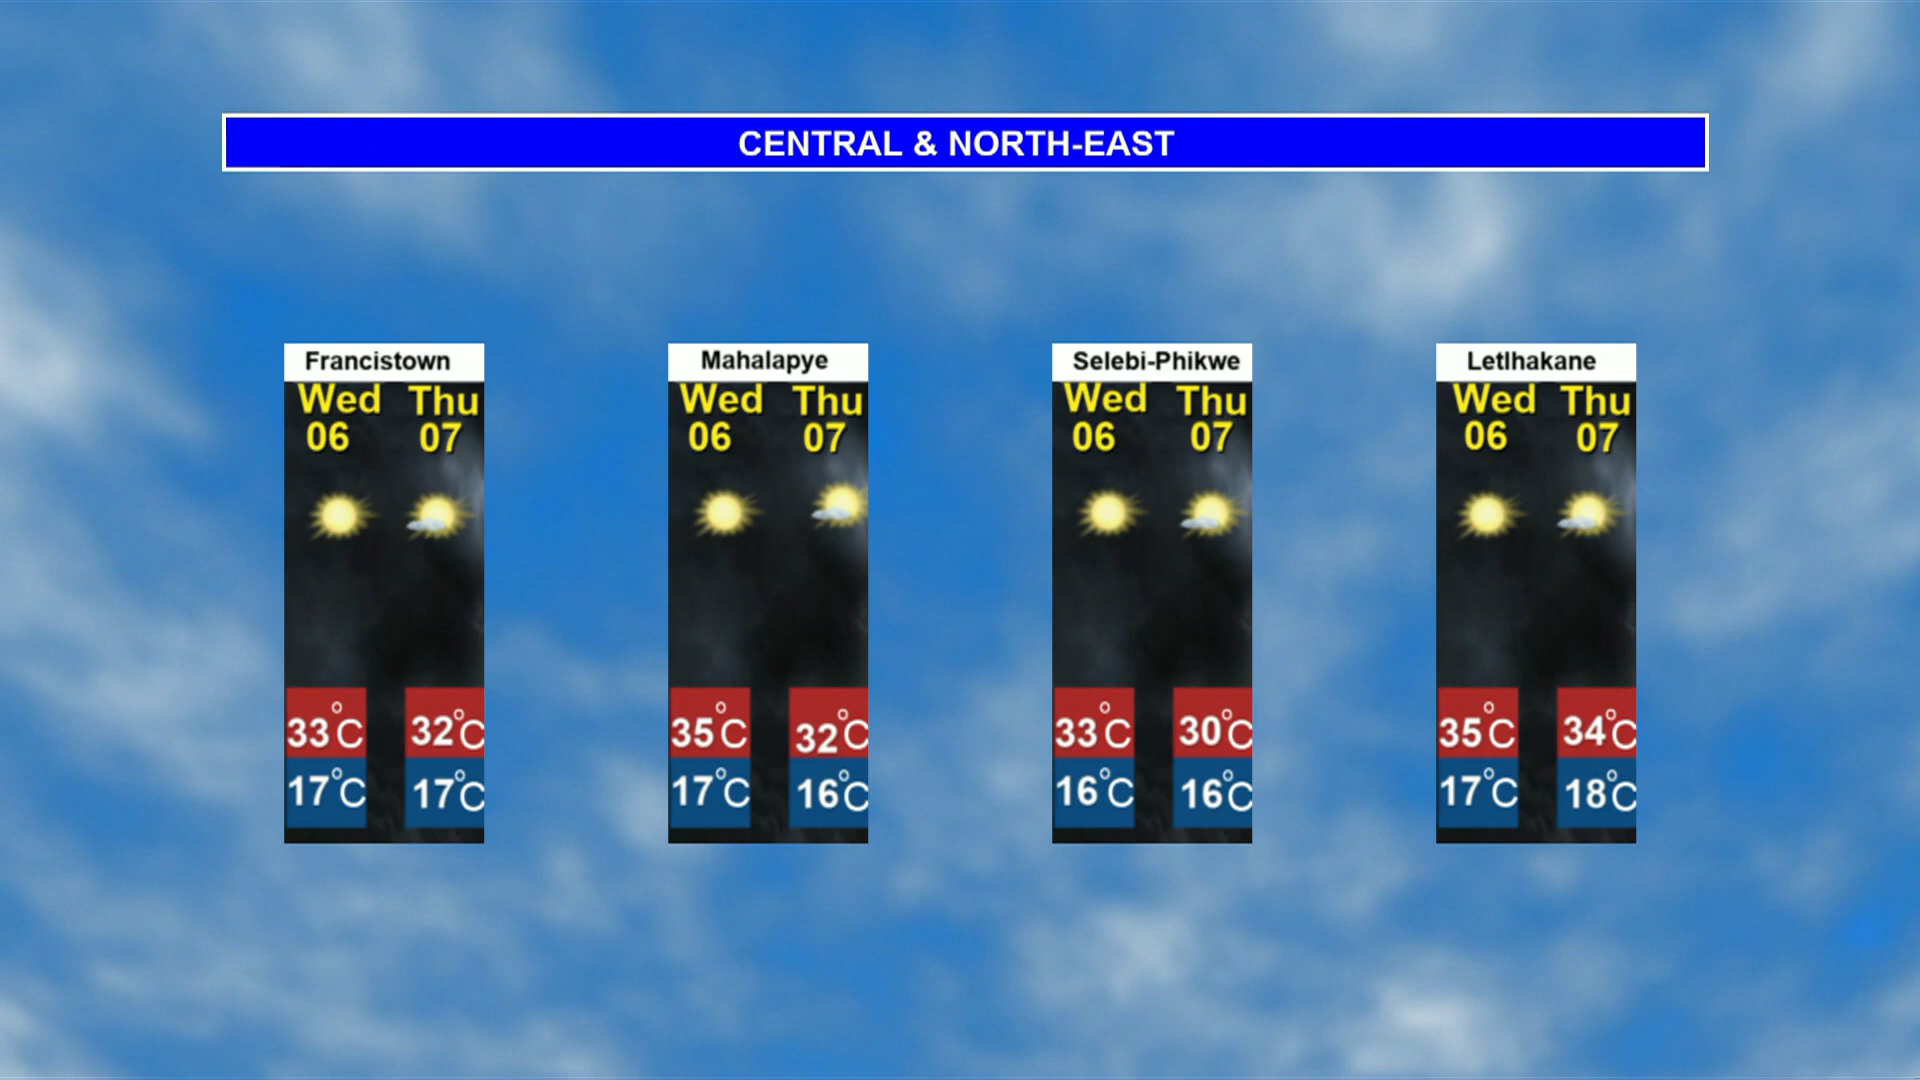 CENTRAL & NORTH-EAST
Francistown
Wed Thu
06 07
33°C 32°C
17°C 17°C
Mahalapye
Wed Thu
06 07
35°C 32°C
17°C 16°C
Selebi-Phikwe
Wed Thu
06 07
33°C 30°C
16°C 16°C
Letlhakane
Wed Thu
06 07
35°C 34°C
17°C 18°C